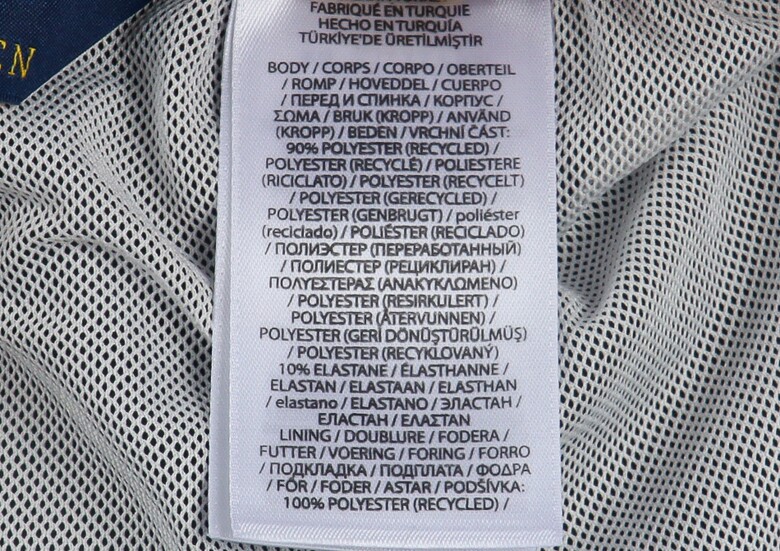 FABRIQUÉ EN TURQUIE
HECHO EN TURQUÍA
TÜRKİYE'DE ÜRETİLMİŞTİR
BODY / CORPS / CORPO / OBERTEIL
/ ROMP / HOVEDDEL / CUERPO
/ ПЕРЕД И СПИНКА / КОРПУС /
ΣΩΜΑ / BRUK (KROPP) / ANVÄND
(KROPP) / BEDEN / VRCHNÍ ČÁST:
90% POLYESTER (RECYCLED) /
POLYESTER (RECYCLÉ) / POLIESTERE
(RICICLATO) / POLYESTER (RECYCELT)
/ POLYESTER (GERECYCLED) /
POLYESTER (GENBRUGT) / poliéster
(reciclado) / POLIÉSTER (RECICLADO)
/ ПОЛИЭСТЕР (ПЕРЕРАБОТАННЫЙ)
/ ПОЛИЕСТЕР (РЕЦИКЛИРАН) /
ΠΟΛΥΕΣΤΕΡΑΣ (ΑΝΑΚΥΚΛΩΜΕΝΟ)
/ POLYESTER (RESIRKULERT) /
POLYESTER (ÅTERVUNNEN) /
POLYESTER (GERİ DÖNÜŞTÜRÜLMÜŞ)
/ POLYESTER (RECYKLOVANÝ)
10% ELASTANE / ÉLASTHANNE /
ELASTAN / ELASTAAN / ELASTHAN
/ elastano / ELASTANO / ЭЛАСТАН /
ЕЛАСТАН / ΕΛΑΣΤΑΝ
LINING / DOUBLURE / FODERA /
FUTTER / VOERING / FORING / FORRO
/ ПОДКЛАДКА / ПОДПЛАТА / ΦΟΔΡΑ
/ FÔR / FODER / ASTAR / PODŠÍVKA:
100% POLYESTER (RECYCLED) /